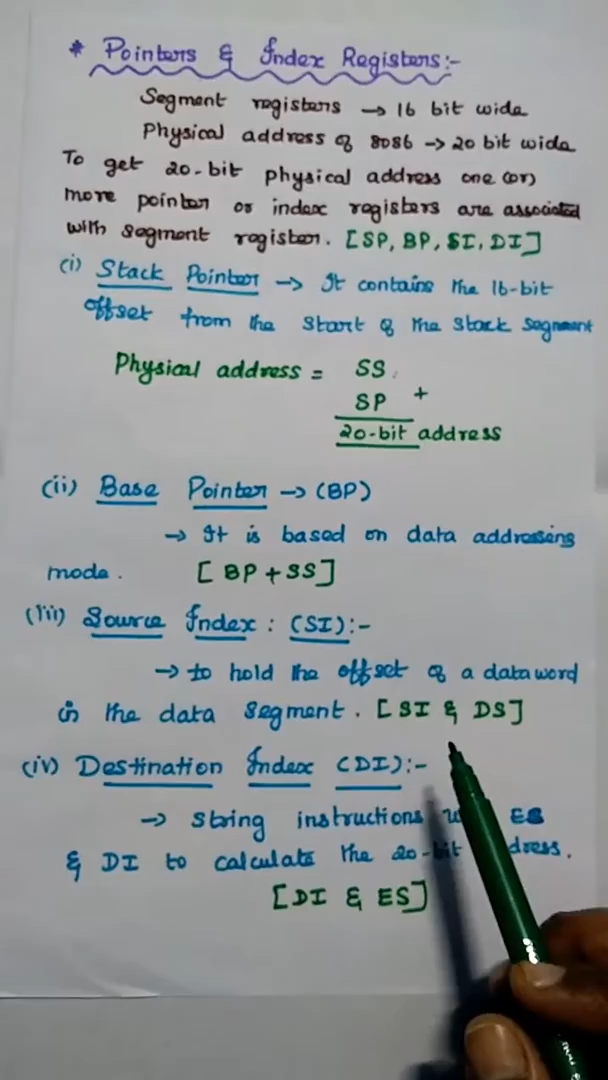 * Pointers & Index Registers:-
Segment registers → 16 bit wide
Physical address of 8086 → 20 bit wide
To get 20-bit physical address one (or)
more pointer or index registers are associated
with segment register. [SP, BP, SI, DI]
(i) Stack Pointer → It contains the 16-bit
offset from the start of the stack segment
Physical address = SS
SP +
20-bit address
(ii) Base Pointer → (BP)
→ It is based on data addressing
mode. [BP + SS]
(iii) Source Index : (SI):-
→ to hold the offset of a data word
in the data segment. [SI & DS]
(iv) Destination Index (DI):-
→ string instructions ES
& DI to calculate the 20-bit
[DI & ES]